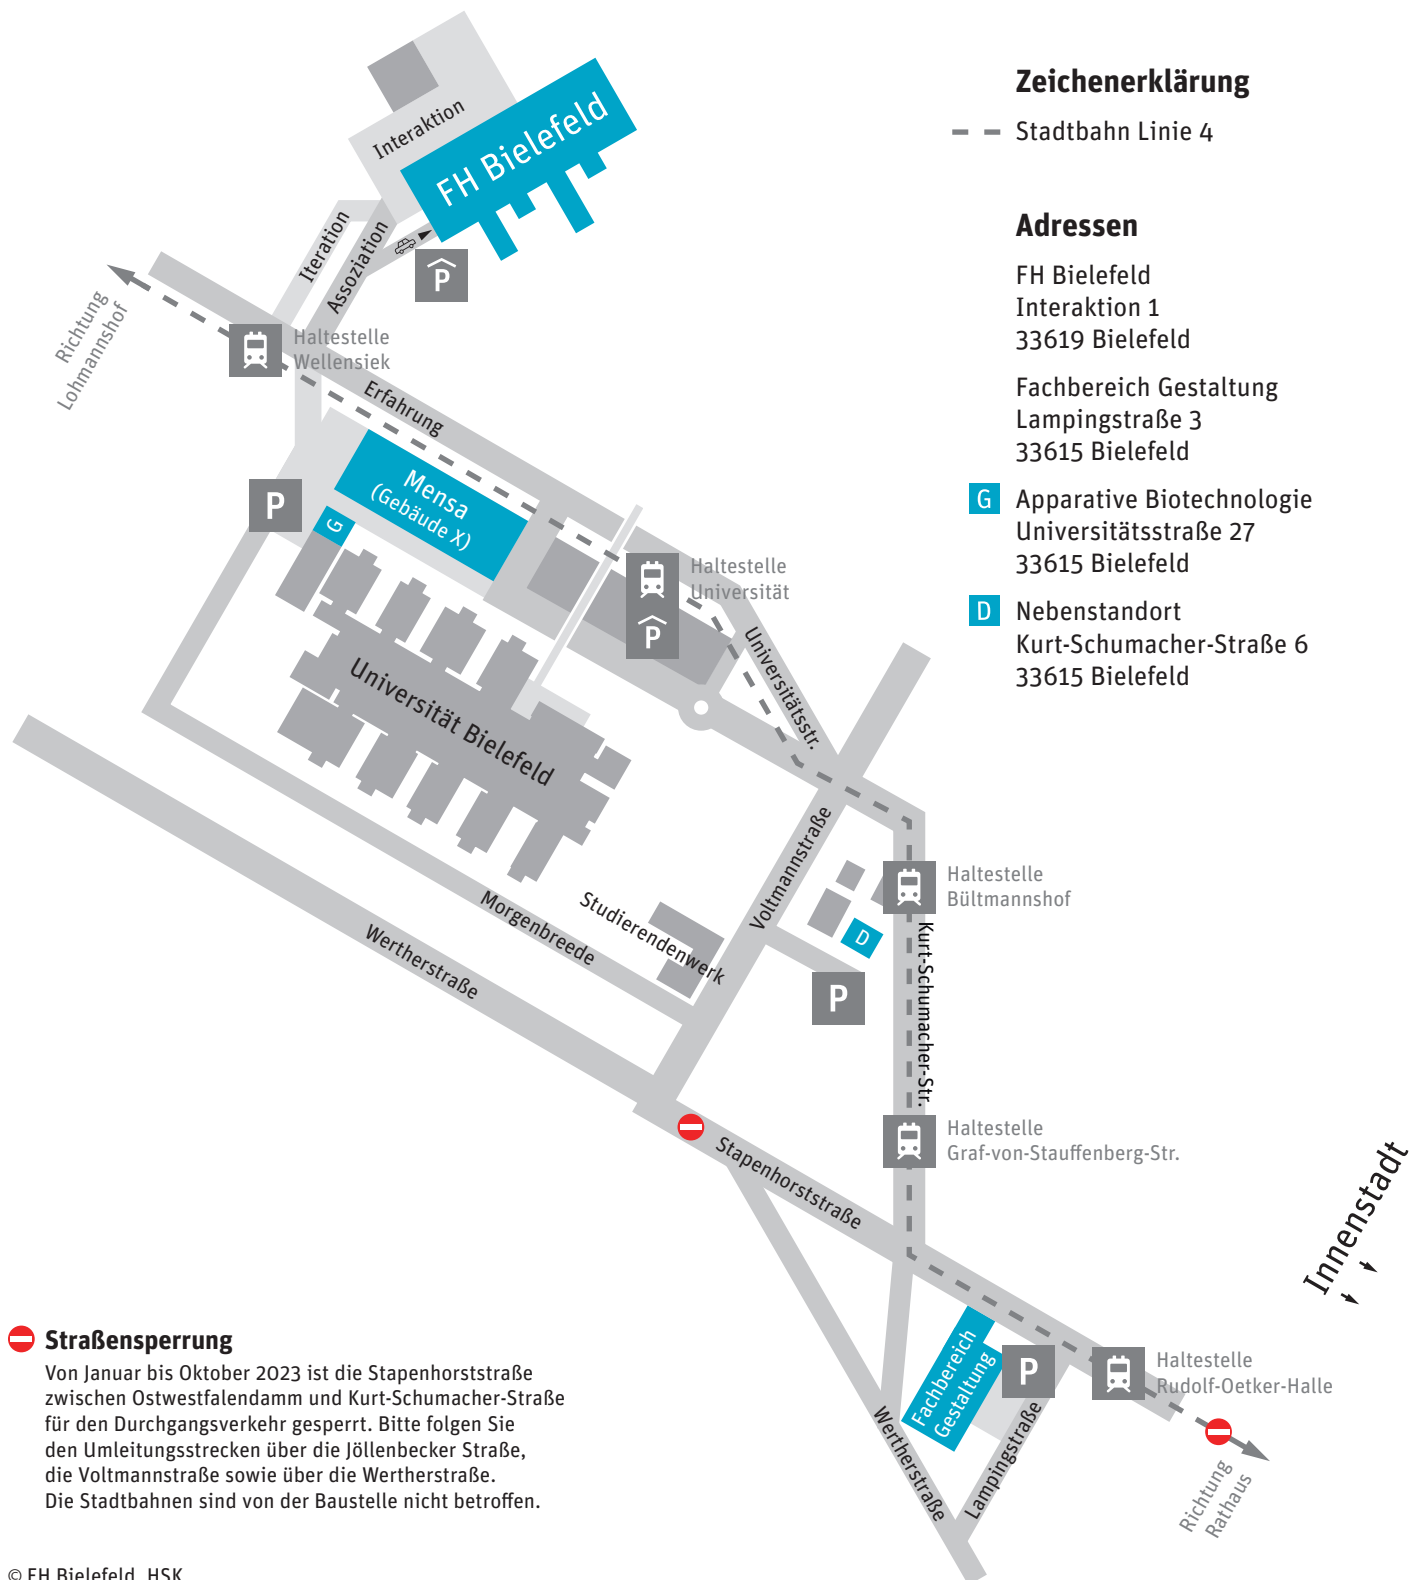 Zeichenerklärung
Stadtbahn Linie 4
Adressen
FH Bielefeld
Interaktion 1
33619 Bielefeld
Fachbereich Gestaltung
Lampingstraße 3
33615 Bielefeld
G Apparative Biotechnologie
Universitätsstraße 27
33615 Bielefeld
D Nebenstandort
Kurt-Schumacher-Straße 6
33615 Bielefeld
Interaktion
FH Bielefeld
Iteration
Assoziation
P
Richtung
Lohmannshof
Haltestelle
Wellensiek
Erfahrung
Mensa
(Gebäude X)
P
G
Haltestelle
Universität
P
Universitätsstr.
Universität Bielefeld
Voltmannstraße
Haltestelle
Bültmannshof
Studierendenwerk
Morgenbreede
Wertherstraße
D
P
Kurt-Schumacher-Str.
Haltestelle
Graf-von-Stauffenberg-Str.
Stapenhorststraße
Innenstadt
Fachbereich
Gestaltung
P
Haltestelle
Rudolf-Oetker-Halle
Wertherstraße
Lampingstraße
Richtung
Rathaus
Straßensperrung
Von Januar bis Oktober 2023 ist die Stapenhorststraße
zwischen Ostwestfalendamm und Kurt-Schumacher-Straße
für den Durchgangsverkehr gesperrt. Bitte folgen Sie
den Umleitungsstrecken über die Jöllenbecker Straße,
die Voltmannstraße sowie über die Wertherstraße.
Die Stadtbahnen sind von der Baustelle nicht betroffen.
© FH Bielefeld, HSK